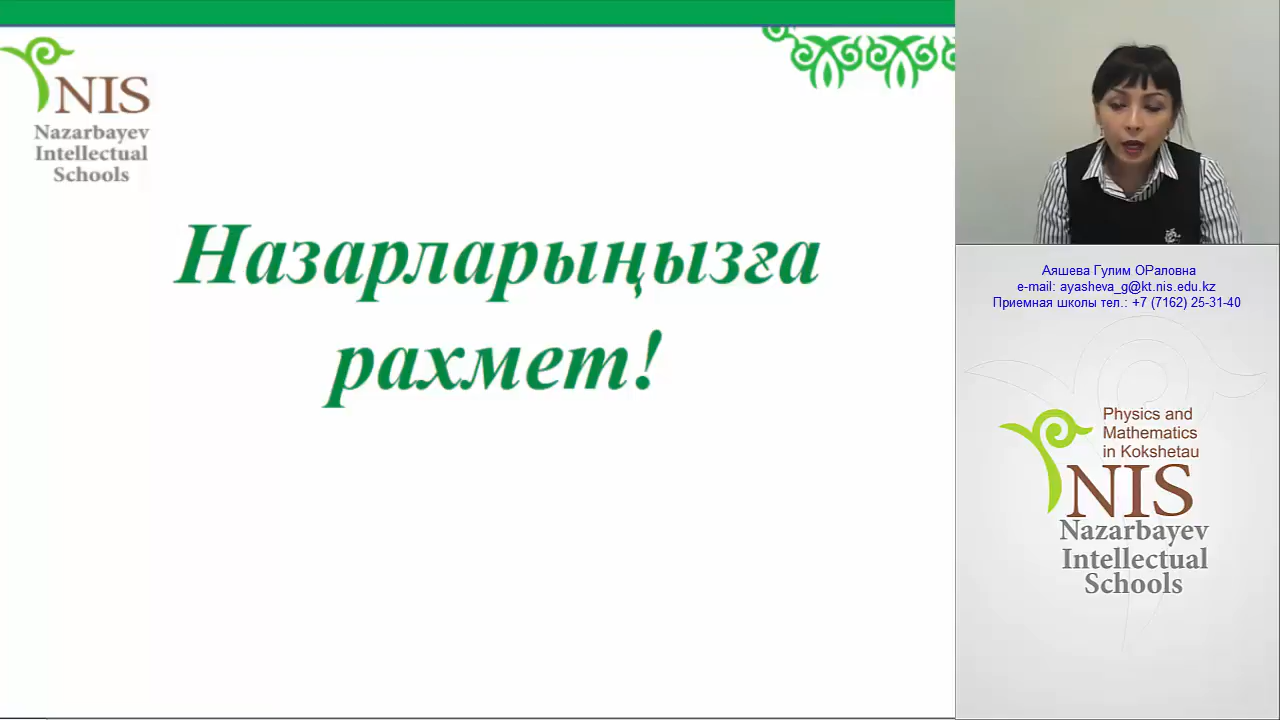 NIS
Nazarbayev
Intellectual
Schools
Назарларыңызға
рахмет!
Аяшева Гулим ОРаловна
e-mail: ayasheva_g@kt.nis.edu.kz
Приемная школы тел.: +7 (7162) 25-31-40
Physics and
Mathematics
in Kokshetau
NIS
Nazarbayev
Intellectual
Schools